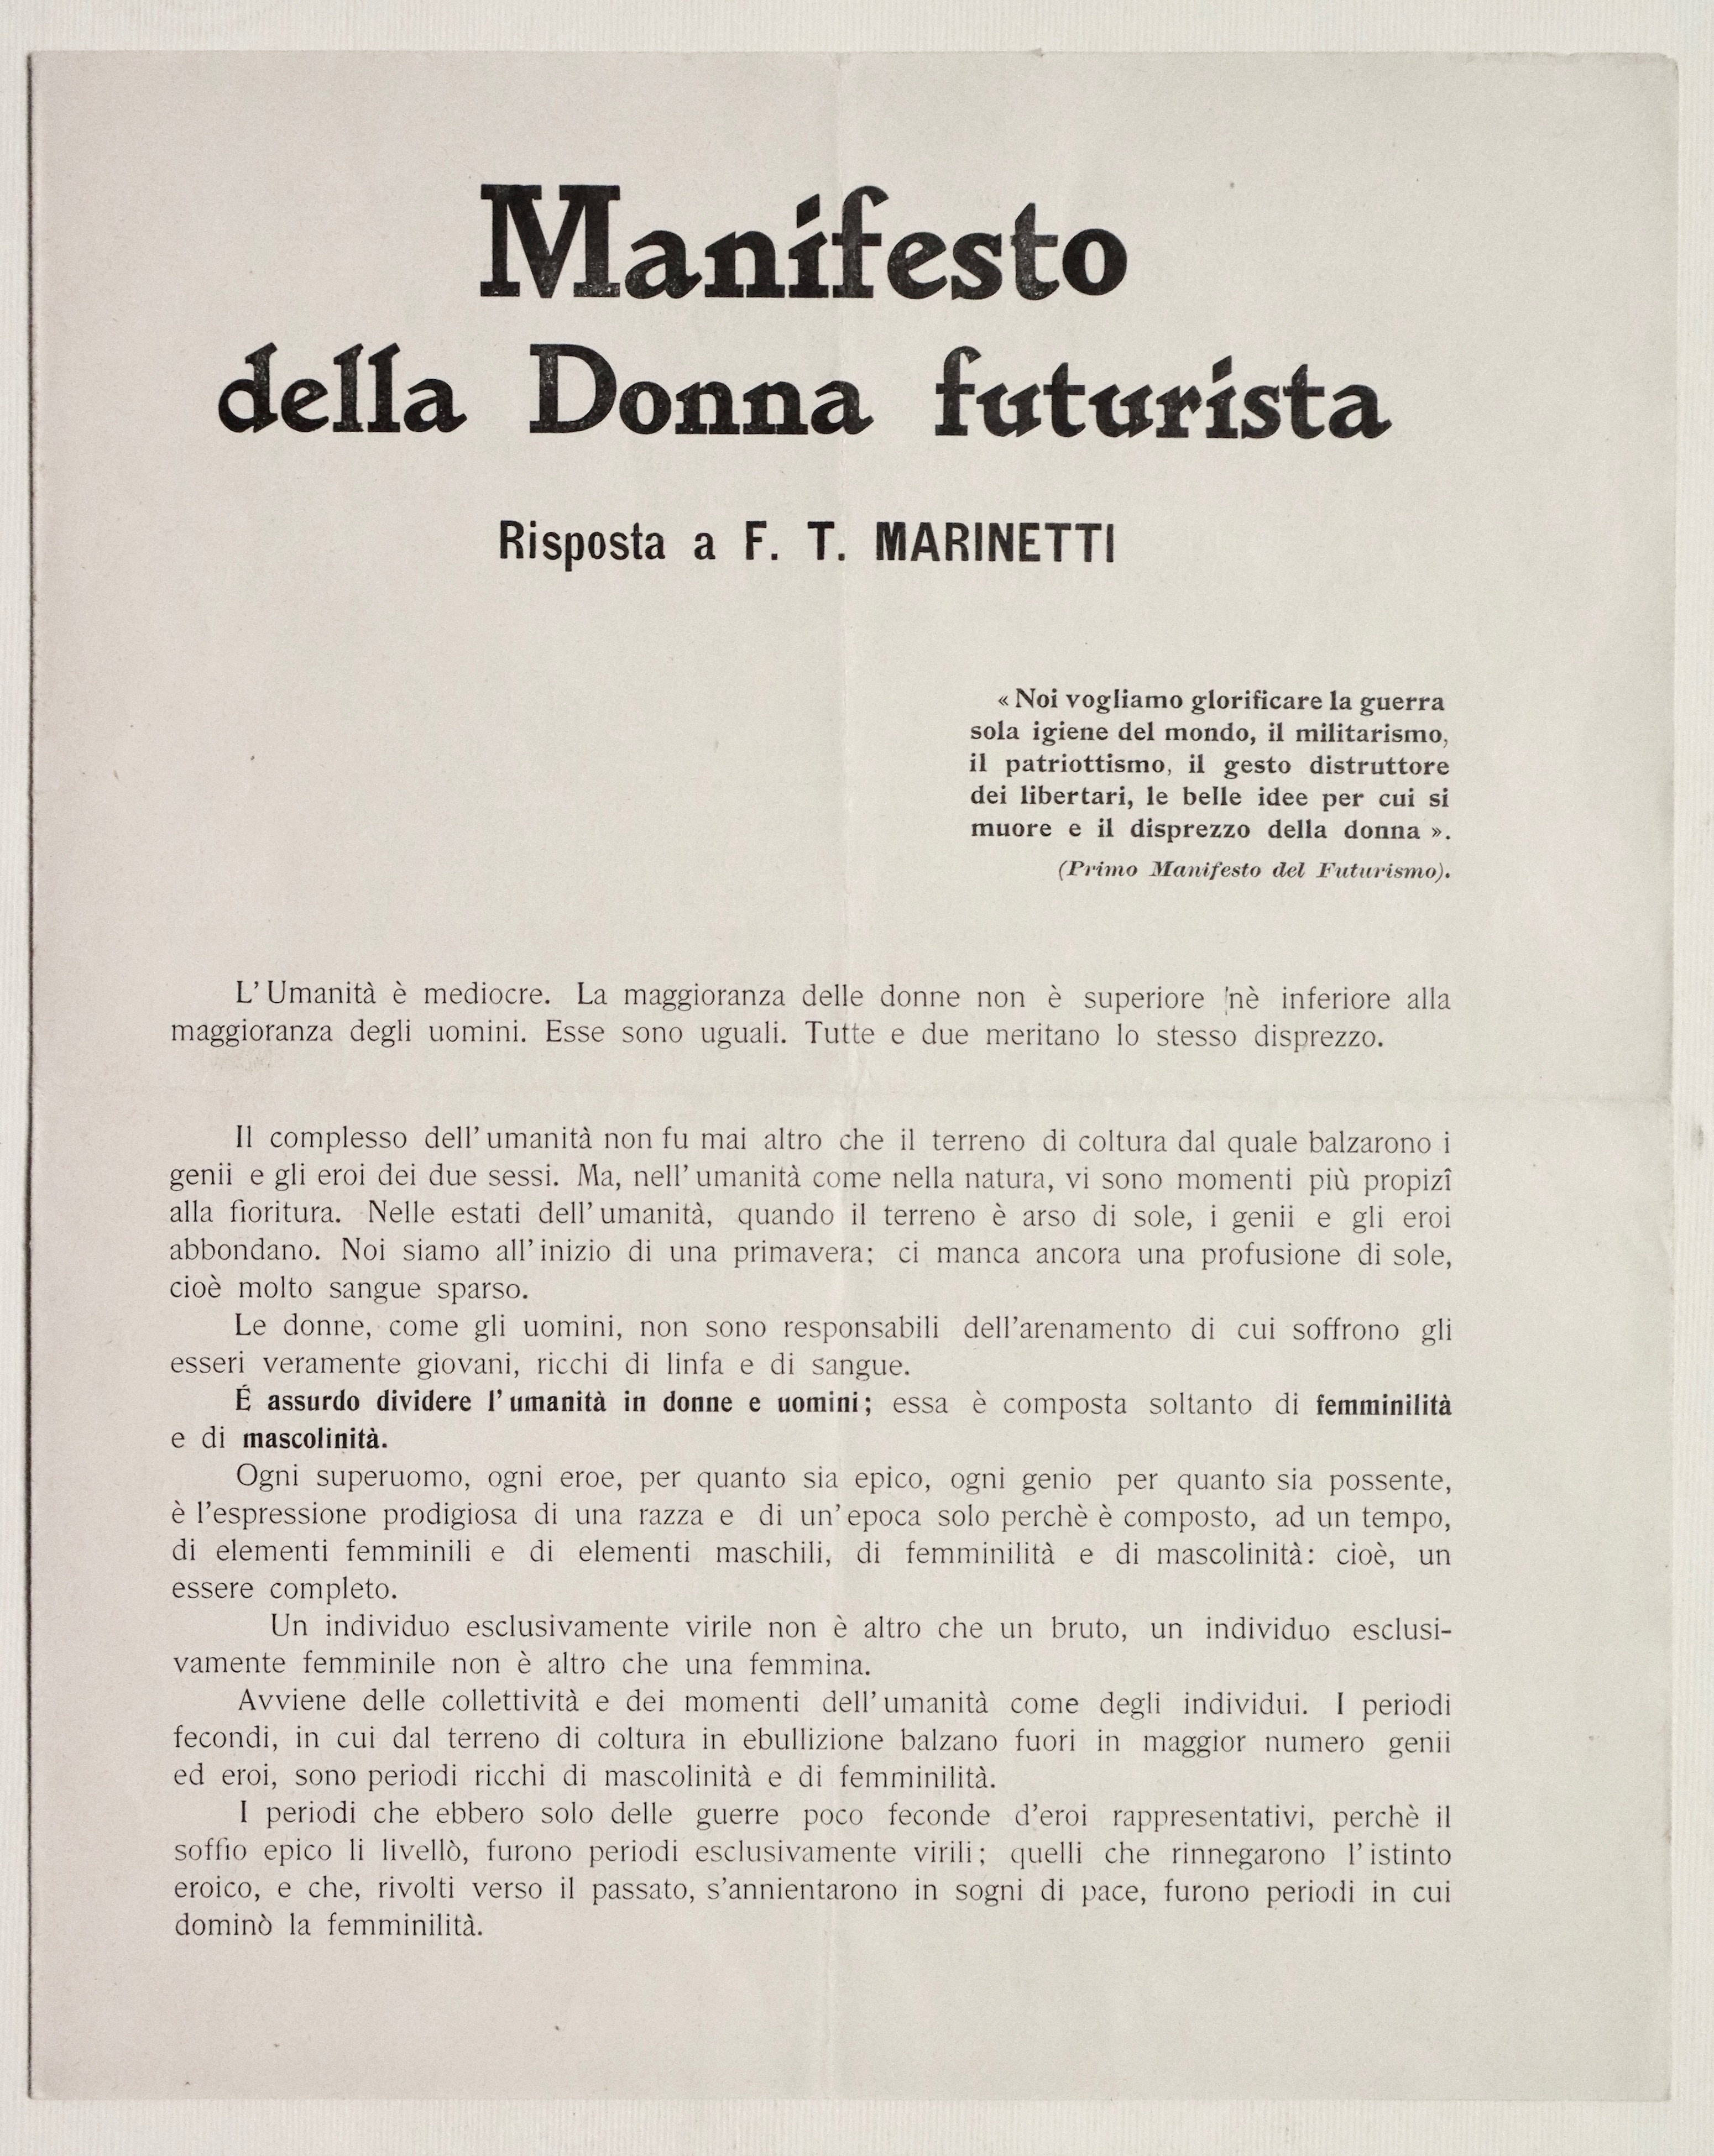 Manifesto
della Donna futurista
Risposta a F. T. MARINETTI
« Noi vogliamo glorificare la guerra
sola igiene del mondo, il militarismo,
il patriottismo, il gesto distruttore
dei libertari, le belle idee per cui si
muore e il disprezzo della donna ».
(Primo Manifesto del Futurismo).
L'Umanità è mediocre. La maggioranza delle donne non è superiore nè inferiore alla
maggioranza degli uomini. Esse sono uguali. Tutte e due meritano lo stesso disprezzo.
Il complesso dell'umanità non fu mai altro che il terreno di coltura dal quale balzarono i
genii e gli eroi dei due sessi. Ma, nell'umanità come nella natura, vi sono momenti più propizî
alla fioritura. Nelle estati dell'umanità, quando il terreno è arso di sole, i genii e gli eroi
abbondano. Noi siamo all'inizio di una primavera; ci manca ancora una profusione di sole,
cioè molto sangue sparso.
Le donne, come gli uomini, non sono responsabili dell'arenamento di cui soffrono gli
esseri veramente giovani, ricchi di linfa e di sangue.
É assurdo dividere l'umanità in donne e uomini; essa è composta soltanto di femminilità
e di mascolinità.
Ogni superuomo, ogni eroe, per quanto sia epico, ogni genio per quanto sia possente,
è l'espressione prodigiosa di una razza e di un'epoca solo perchè è composto, ad un tempo,
di elementi femminili e di elementi maschili, di femminilità e di mascolinità: cioè, un
essere completo.
Un individuo esclusivamente virile non è altro che un bruto, un individuo esclusi-
vamente femminile non è altro che una femmina.
Avviene delle collettività e dei momenti dell'umanità come degli individui. I periodi
fecondi, in cui dal terreno di coltura in ebullizione balzano fuori in maggior numero genii
ed eroi, sono periodi ricchi di mascolinità e di femminilità.
I periodi che ebbero solo delle guerre poco feconde d'eroi rappresentativi, perchè il
soffio epico li livellò, furono periodi esclusivamente virili; quelli che rinnegarono l'istinto
eroico, e che, rivolti verso il passato, s'annientarono in sogni di pace, furono periodi in cui
dominò la femminilità.